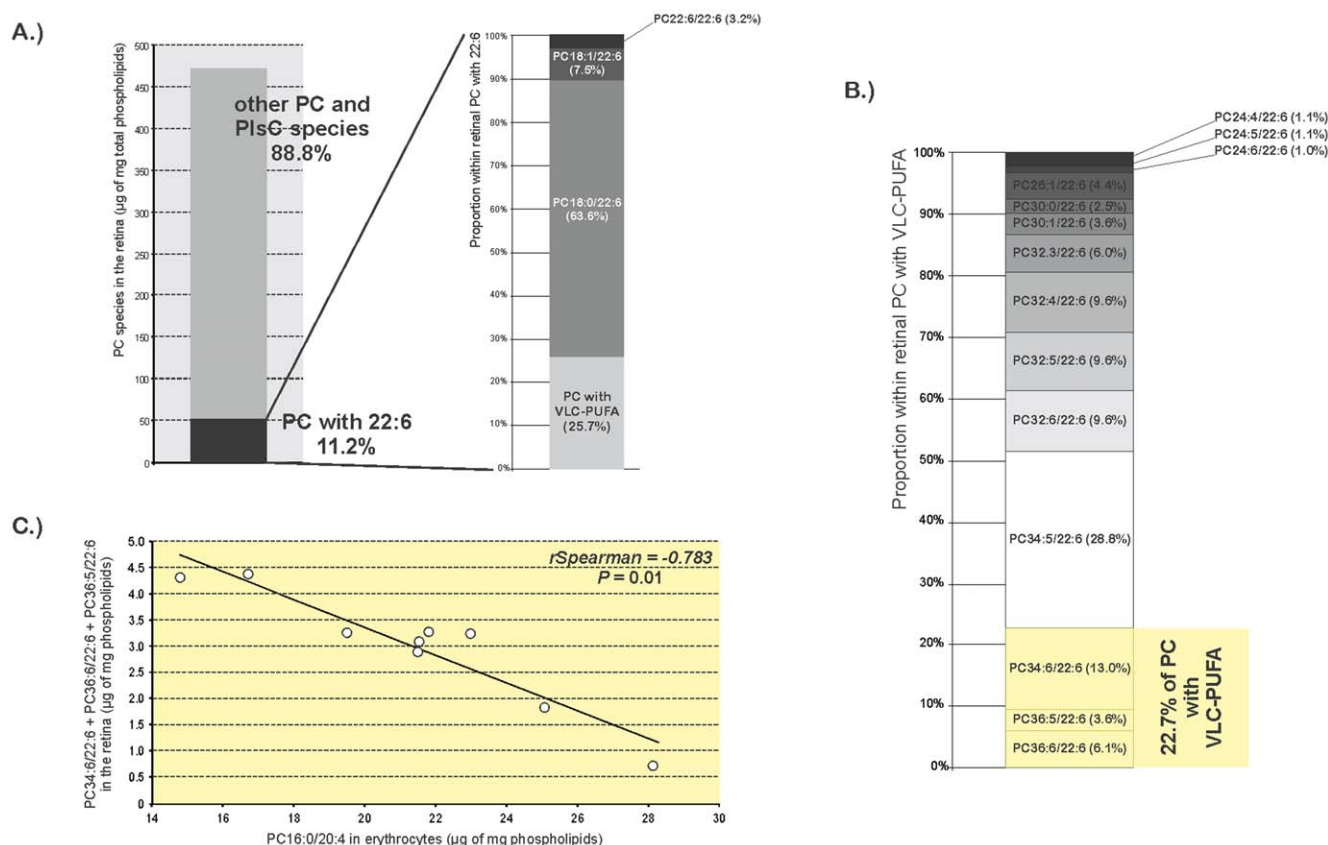 A.)
PC species in the retina (µg of mg total phospholipids)
500
450
400
350
300
250
200
150
100
50
0
other PC and
PlsC species
88.8%
PC with 22:6
11.2%
Proportion within retinal PC with 22:6
100%
90%
80%
70%
60%
50%
40%
30%
20%
10%
0%
PC22:6/22:6 (3.2%)
PC18:1/22:6
(7.5%)
PC18:0/22:6
(63.6%)
PC with
VLC-PUFA
(25.7%)
B.)
Proportion within retinal PC with VLC-PUFA
100%
90%
80%
70%
60%
50%
40%
30%
20%
10%
0%
PC24:4/22:6 (1.1%)
PC24:5/22:6 (1.1%)
PC24:6/22:6 (1.0%)
PC26:1/22:6 (4.4%)
PC30:0/22:6 (2.5%)
PC30:1/22:6 (3.6%)
PC32.3/22:6 (6.0%)
PC32:4/22:6 (9.6%)
PC32:5/22:6 (9.6%)
PC32:6/22:6 (9.6%)
PC34:5/22:6 (28.8%)
PC34:6/22:6 (13.0%)
PC36:5/22:6 (3.6%)
PC36:6/22:6 (6.1%)
22.7% of PC
with
VLC-PUFA
C.)
PC34:6/22:6 + PC36:6/22:6 + PC36:5/22:6
in the retina (µg of mg phospholipids)
5.0
4.5
4.0
3.5
3.0
2.5
2.0
1.5
1.0
0.5
0
rSpearman = -0.783
P = 0.01
14 16 18 20 22 24 26 28 30
PC16:0/20:4 in erythrocytes (µg of mg phospholipids)